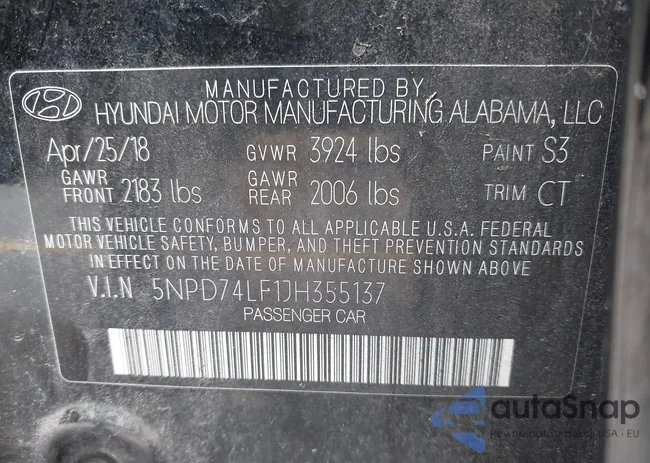 MANUFACTURED BY
HYUNDAI MOTOR MANUFACTURING ALABAMA, LLC
Apr/25/18 GVWR 3924 lbs PAINT S3
GAWR FRONT 2183 lbs GAWR REAR 2006 lbs TRIM CT
THIS VEHICLE CONFORMS TO ALL APPLICABLE U.S.A. FEDERAL
MOTOR VEHICLE SAFETY, BUMPER, AND THEFT PREVENTION STANDARDS
IN EFFECT ON THE DATE OF MANUFACTURE SHOWN ABOVE
V.I.N 5NPD74LF1JH355137
PASSENGER CAR
autoSnap
USA - EU